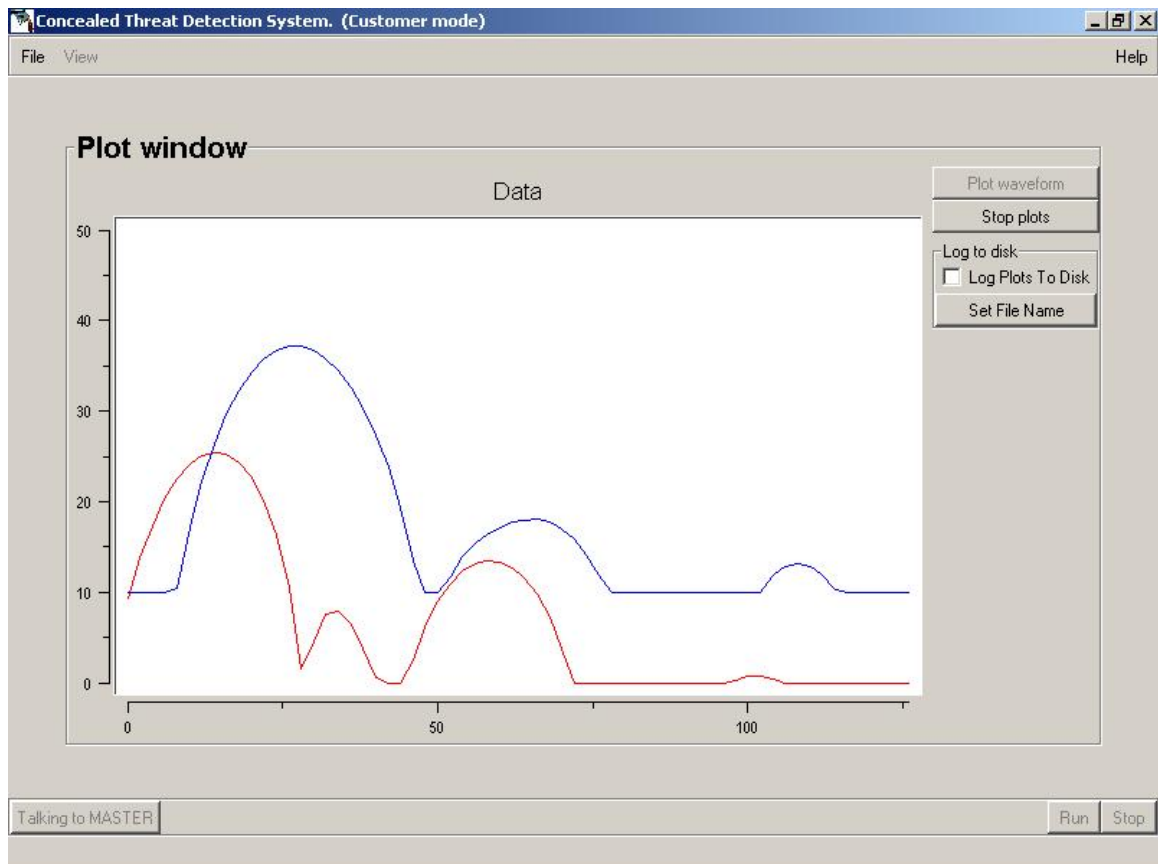 Concealed Threat Detection System. (Customer mode)
File View Help
Plot window
Data
Plot waveform
Stop plots
Log to disk
Log Plots To Disk
Set File Name
50
40
30
20
10
0
0 50 100
Talking to MASTER Run Stop